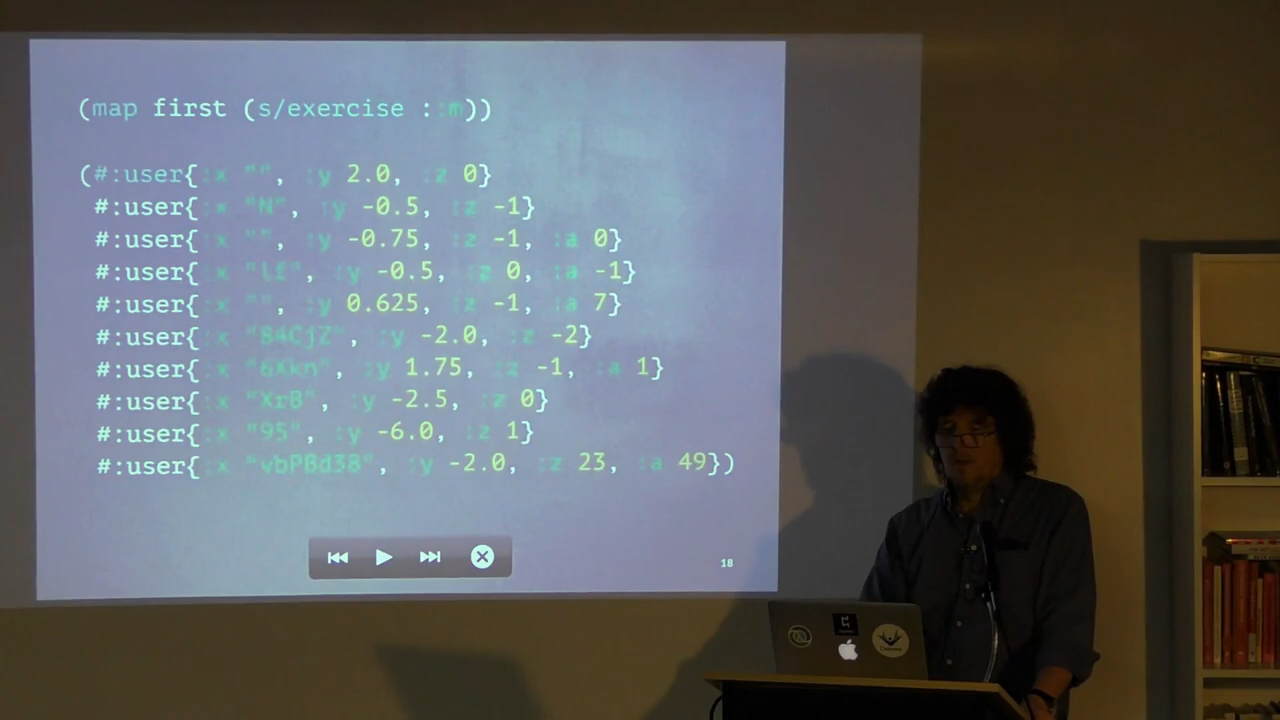 (map first (s/exercise ::m))
(#:user{:x "", :y 2.0, :z 0}
#:user{:x "N", :y -0.5, :z -1}
#:user{:x "", :y -0.75, :z -1, :a 0}
#:user{:x "lf", :y -0.5, :z 0, :a -1}
#:user{:x "", :y 0.625, :z -1, :a 7}
#:user{:x "84CjZ", :y -2.0, :z -2}
#:user{:x "6Xkn", :y 1.75, :z -1, :a 1}
#:user{:x "XrB", :y -2.5, :z 0}
#:user{:x "95", :y -6.0, :z 1}
#:user{:x "vbPBd38", :y -2.0, :z 23, :a 49})
18